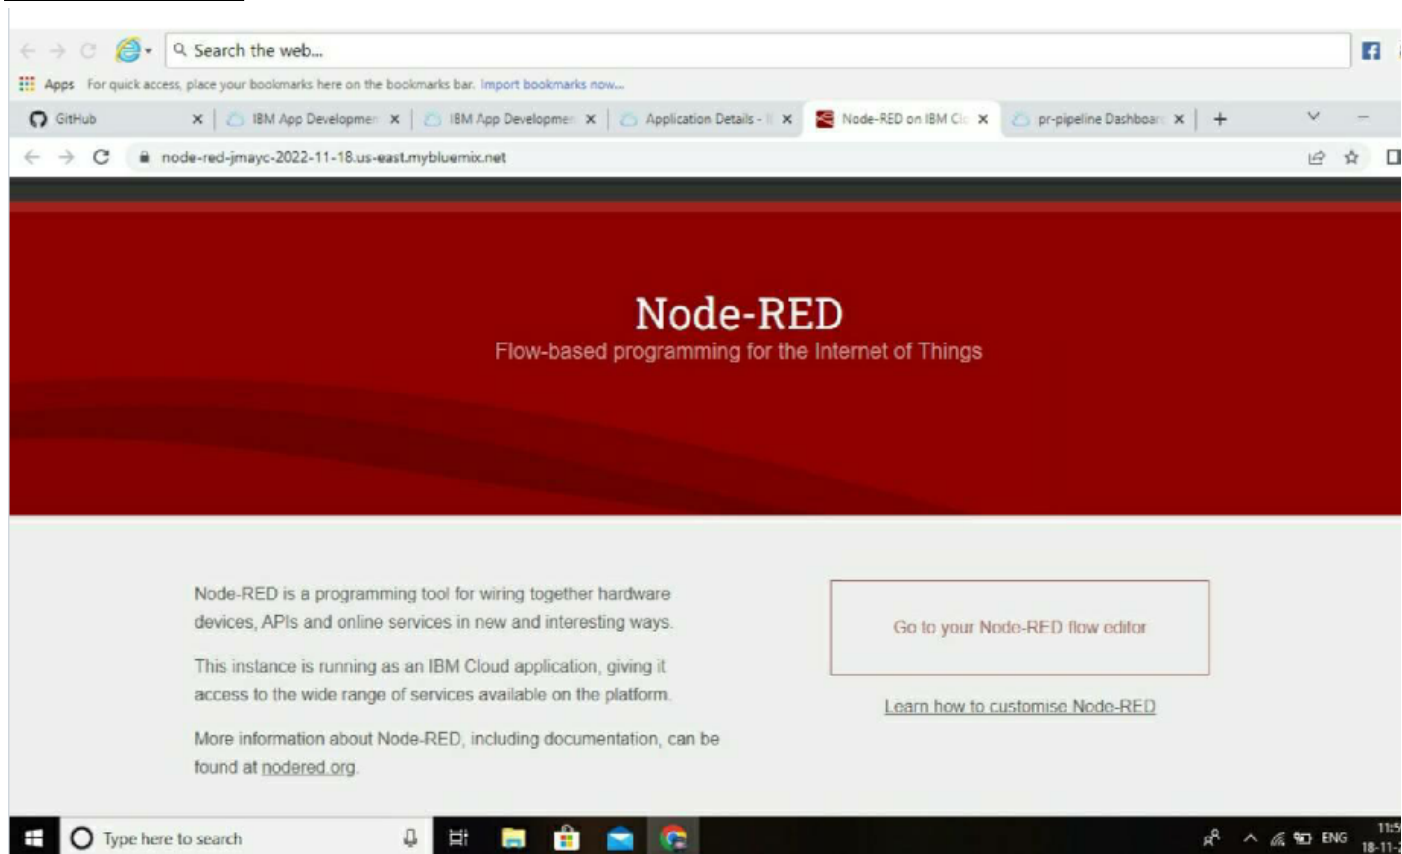 Search the web...
Apps For quick access, place your bookmarks here on the bookmarks bar. Import bookmarks now...
GitHub IBM App Developmen IBM App Developmen Application Details - Node-RED on IBM Clo pr-pipeline Dashboar
node-red-jmayc-2022-11-18.us-east.mybluemix.net
Node-RED
Flow-based programming for the Internet of Things
Node-RED is a programming tool for wiring together hardware
devices, APIs and online services in new and interesting ways.
This instance is running as an IBM Cloud application, giving it
access to the wide range of services available on the platform.
More information about Node-RED, including documentation, can be
found at nodered.org.
Go to your Node-RED flow editor
Learn how to customise Node-RED
Type here to search
ENG
11:5
18-11-2